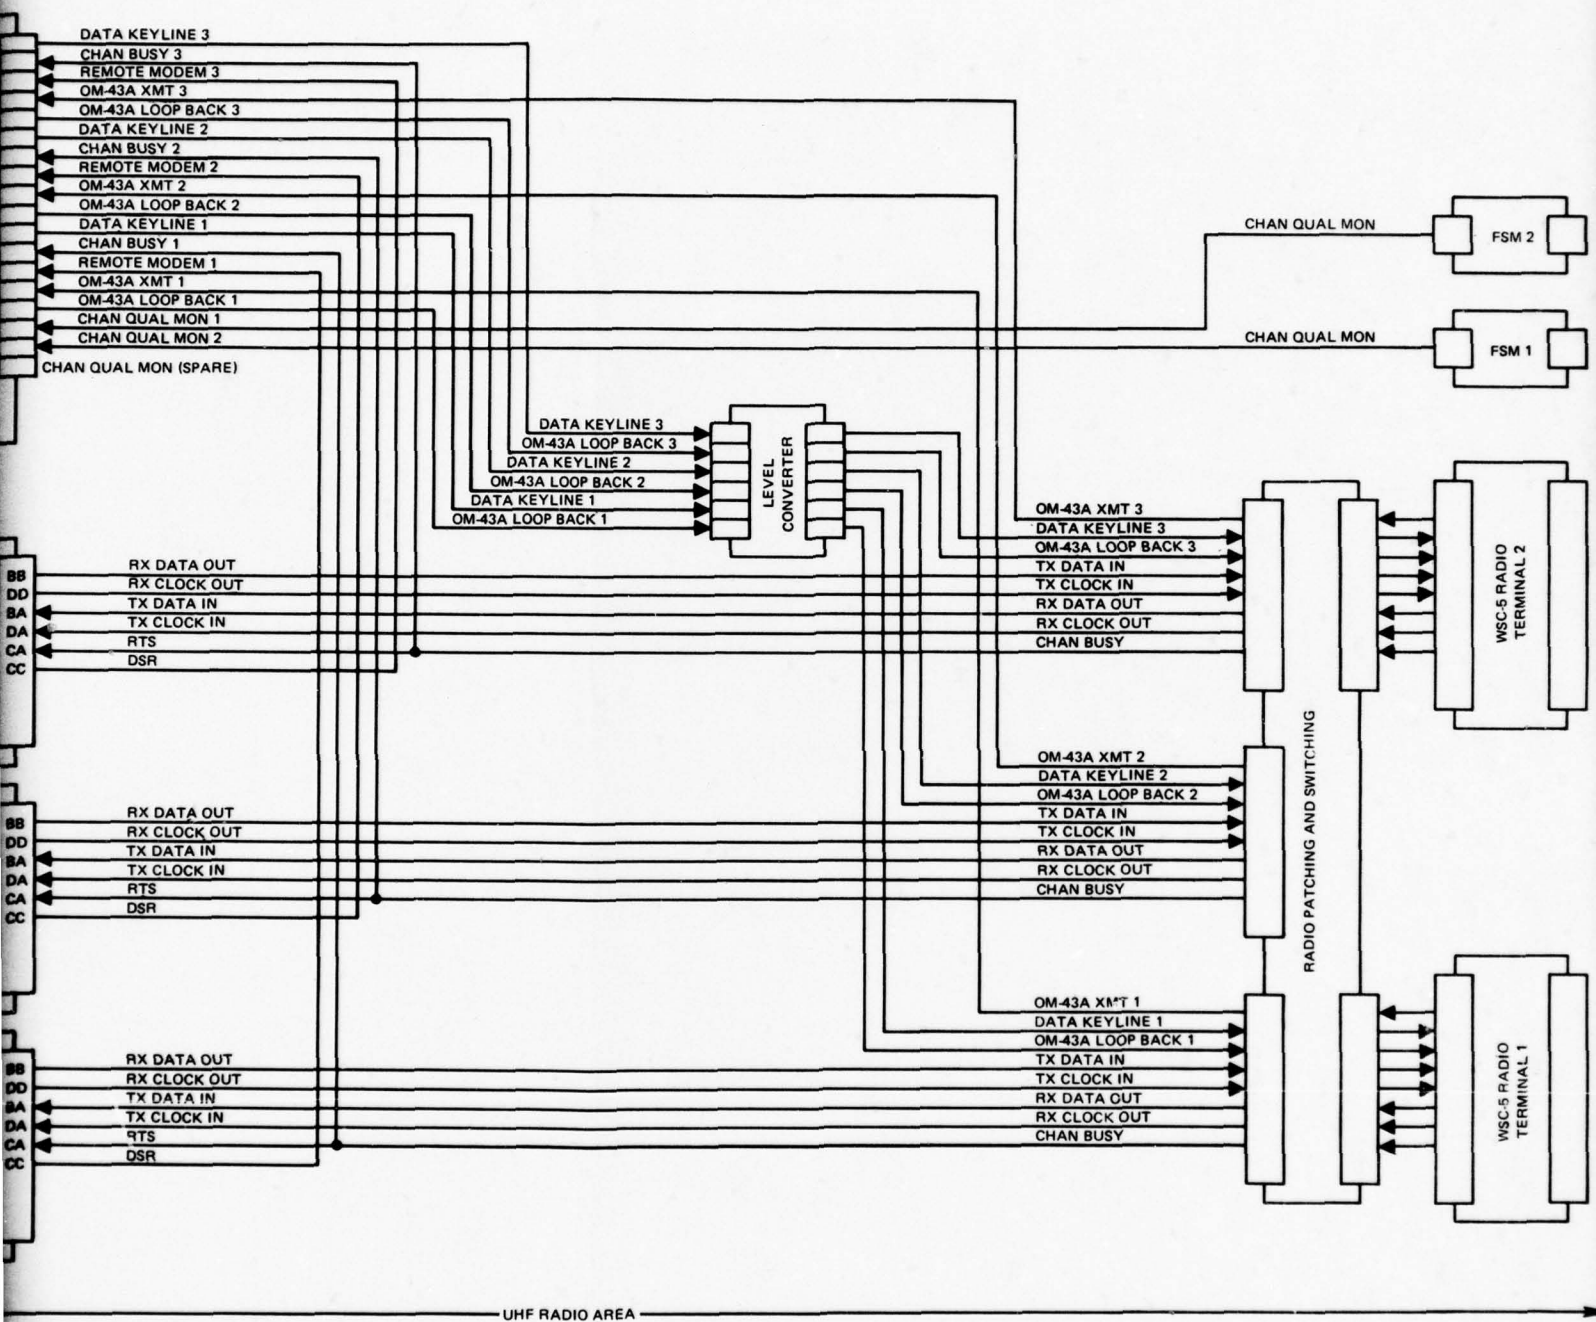 DATA KEYLINE 3
CHAN BUSY 3
REMOTE MODEM 3
OM-43A XMT 3
OM-43A LOOP BACK 3
DATA KEYLINE 2
CHAN BUSY 2
REMOTE MODEM 2
OM-43A XMT 2
OM-43A LOOP BACK 2
DATA KEYLINE 1
CHAN BUSY 1
REMOTE MODEM 1
OM-43A XMT 1
OM-43A LOOP BACK 1
CHAN QUAL MON 1
CHAN QUAL MON 2
CHAN QUAL MON (SPARE)
CHAN QUAL MON
FSM 2
CHAN QUAL MON
FSM 1
DATA KEYLINE 3
OM-43A LOOP BACK 3
DATA KEYLINE 2
OM-43A LOOP BACK 2
DATA KEYLINE 1
OM-43A LOOP BACK 1
LEVEL
CONVERTER
BB RX DATA OUT
DD RX CLOCK OUT
BA TX DATA IN
DA TX CLOCK IN
CA RTS
CC DSR
OM-43A XMT 3
DATA KEYLINE 3
OM-43A LOOP BACK 3
TX DATA IN
TX CLOCK IN
RX DATA OUT
RX CLOCK OUT
CHAN BUSY
WSC-5 RADIO
TERMINAL 2
BB RX DATA OUT
DD RX CLOCK OUT
BA TX DATA IN
DA TX CLOCK IN
CA RTS
CC DSR
OM-43A XMT 2
DATA KEYLINE 2
OM-43A LOOP BACK 2
TX DATA IN
TX CLOCK IN
RX DATA OUT
RX CLOCK OUT
CHAN BUSY
RADIO PATCHING AND SWITCHING
BB RX DATA OUT
DD RX CLOCK OUT
BA TX DATA IN
DA TX CLOCK IN
CA RTS
CC DSR
OM-43A XMT 1
DATA KEYLINE 1
OM-43A LOOP BACK 1
TX DATA IN
TX CLOCK IN
RX DATA OUT
RX CLOCK OUT
CHAN BUSY
WSC-5 RADIO
TERMINAL 1
UHF RADIO AREA